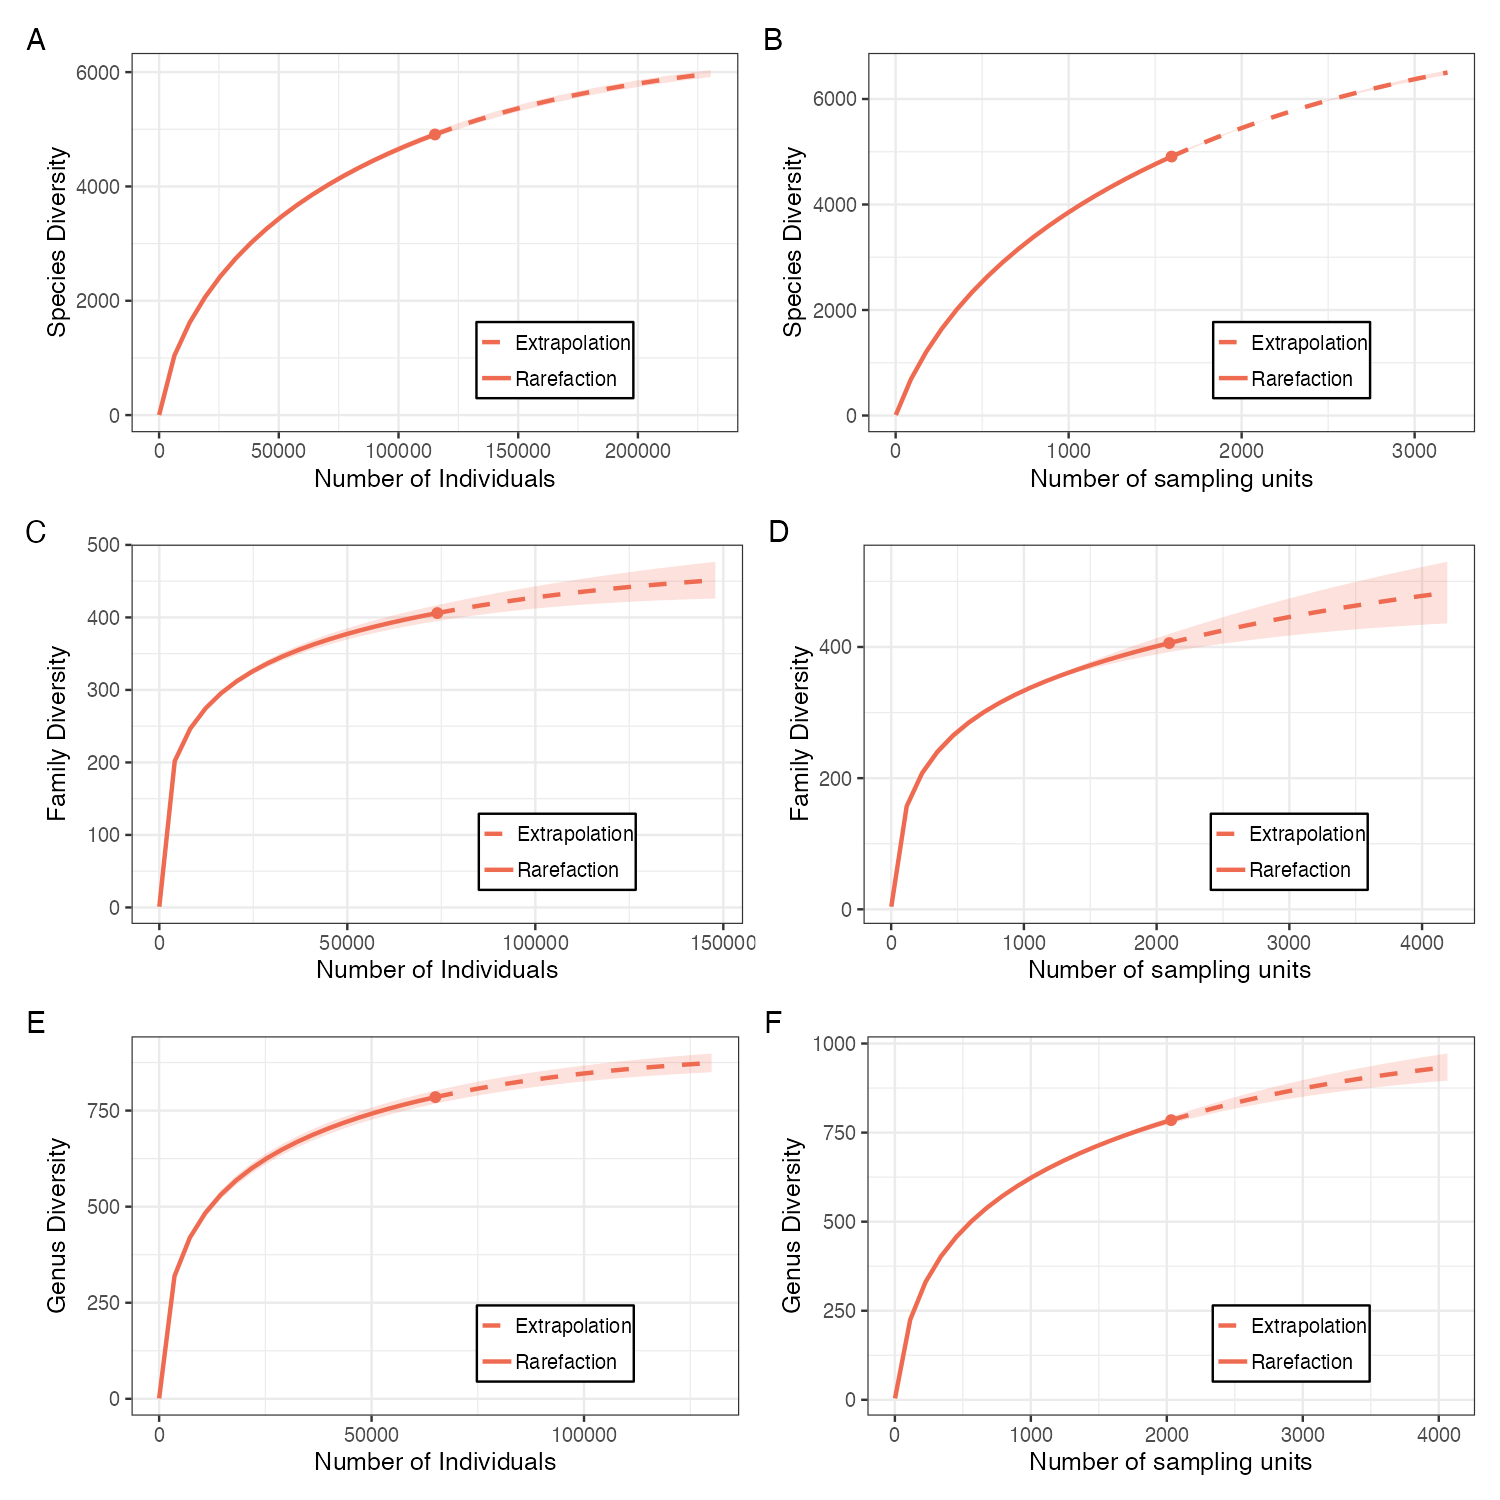 A
Species Diversity
6000
4000
2000
0
Extrapolation
Rarefaction
0 50000 100000 150000 200000
Number of Individuals
B
Species Diversity
6000
4000
2000
0
Extrapolation
Rarefaction
0 1000 2000 3000
Number of sampling units
C
Family Diversity
500
400
300
200
100
0
Extrapolation
Rarefaction
0 50000 100000 150000
Number of Individuals
D
Family Diversity
400
200
0
Extrapolation
Rarefaction
0 1000 2000 3000 4000
Number of sampling units
E
Genus Diversity
750
500
250
0
Extrapolation
Rarefaction
0 50000 100000
Number of Individuals
F
Genus Diversity
1000
750
500
250
0
Extrapolation
Rarefaction
0 1000 2000 3000 4000
Number of sampling units